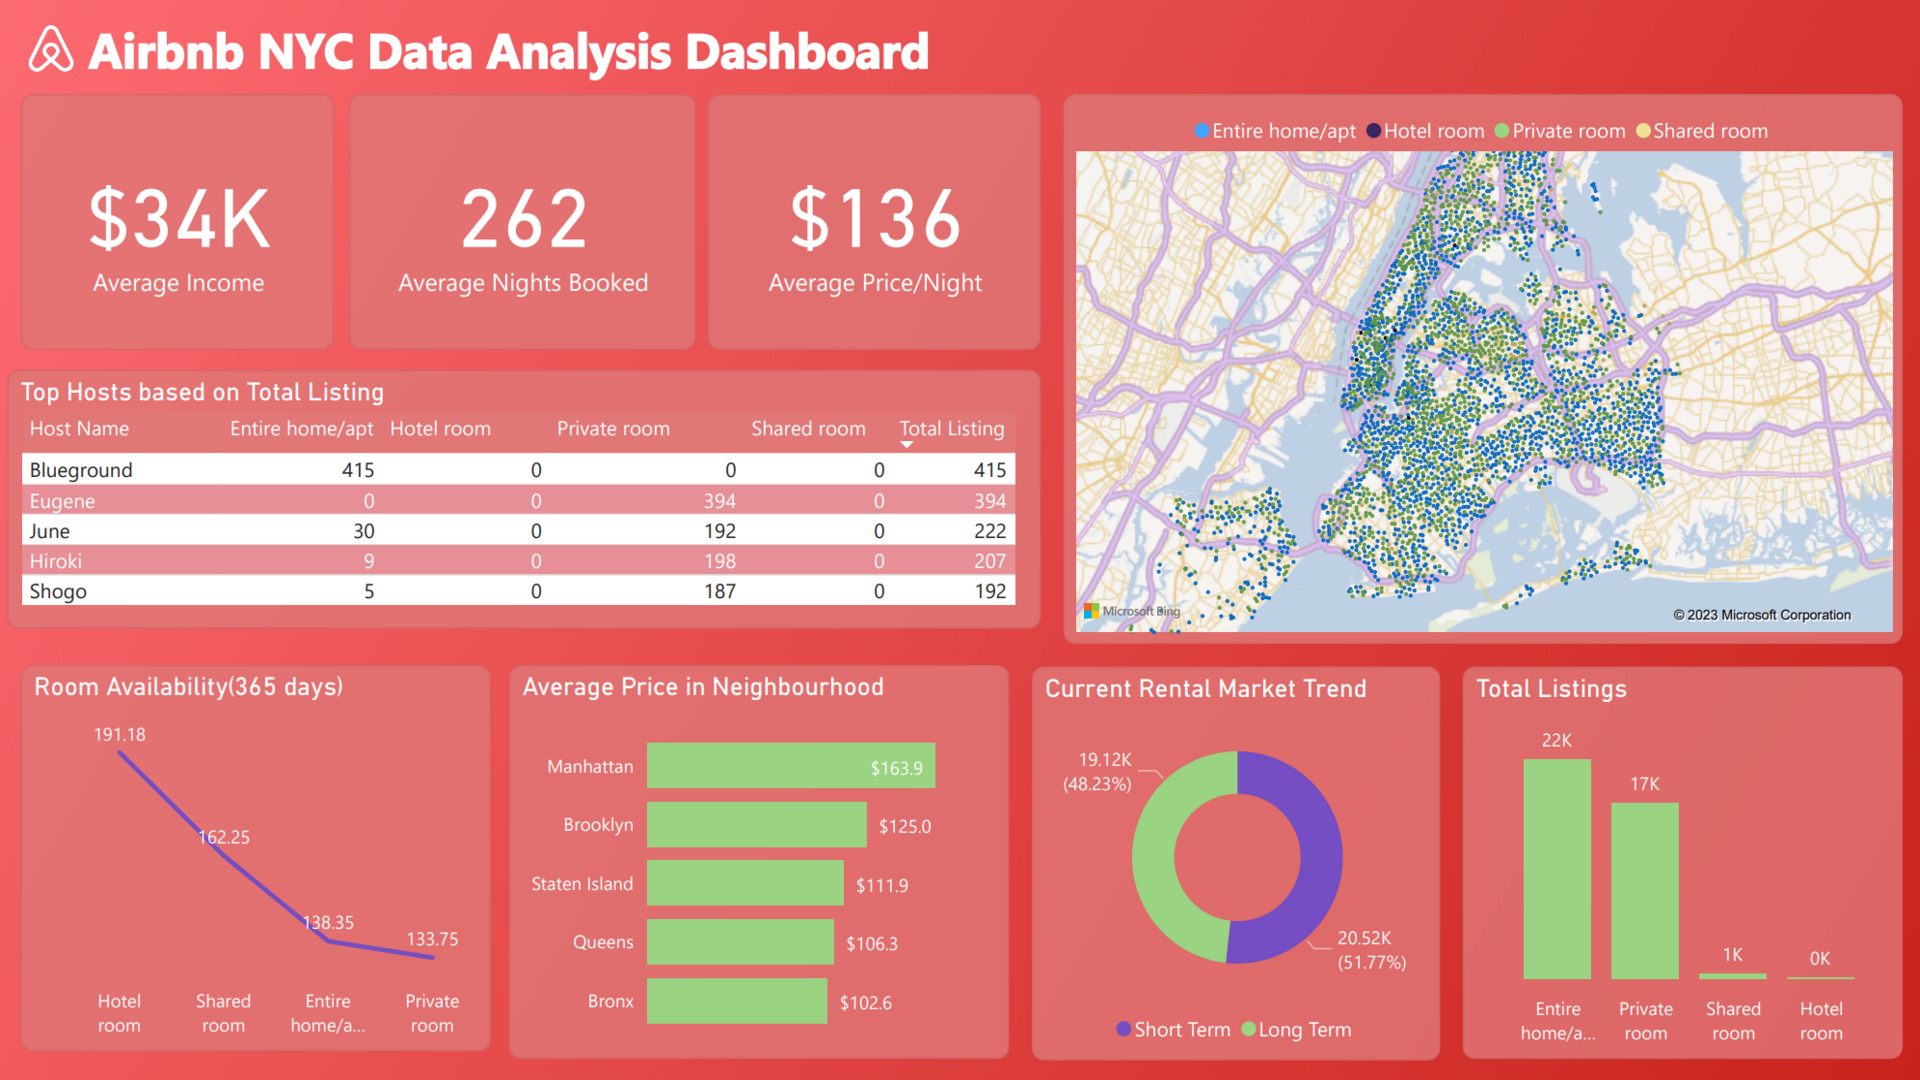 Airbnb NYC Data Analysis Dashboard
$34K
Average Income
262
Average Nights Booked
$136
Average Price/Night
Entire home/apt Hotel room Private room Shared room
Microsoft Bing
© 2023 Microsoft Corporation
Top Hosts based on Total Listing
Host Name Entire home/apt Hotel room Private room Shared room Total Listing
Blueground 415 0 0 0 415
Eugene 0 0 394 0 394
June 30 0 192 0 222
Hiroki 9 0 198 0 207
Shogo 5 0 187 0 192
Room Availability(365 days)
191.18
162.25
138.35
133.75
Hotel room
Shared room
Entire home/a...
Private room
Average Price in Neighbourhood
Manhattan $163.9
Brooklyn $125.0
Staten Island $111.9
Queens $106.3
Bronx $102.6
Current Rental Market Trend
19.12K
(48.23%)
20.52K
(51.77%)
Short Term Long Term
Total Listings
22K
17K
1K
0K
Entire home/a...
Private room
Shared room
Hotel room